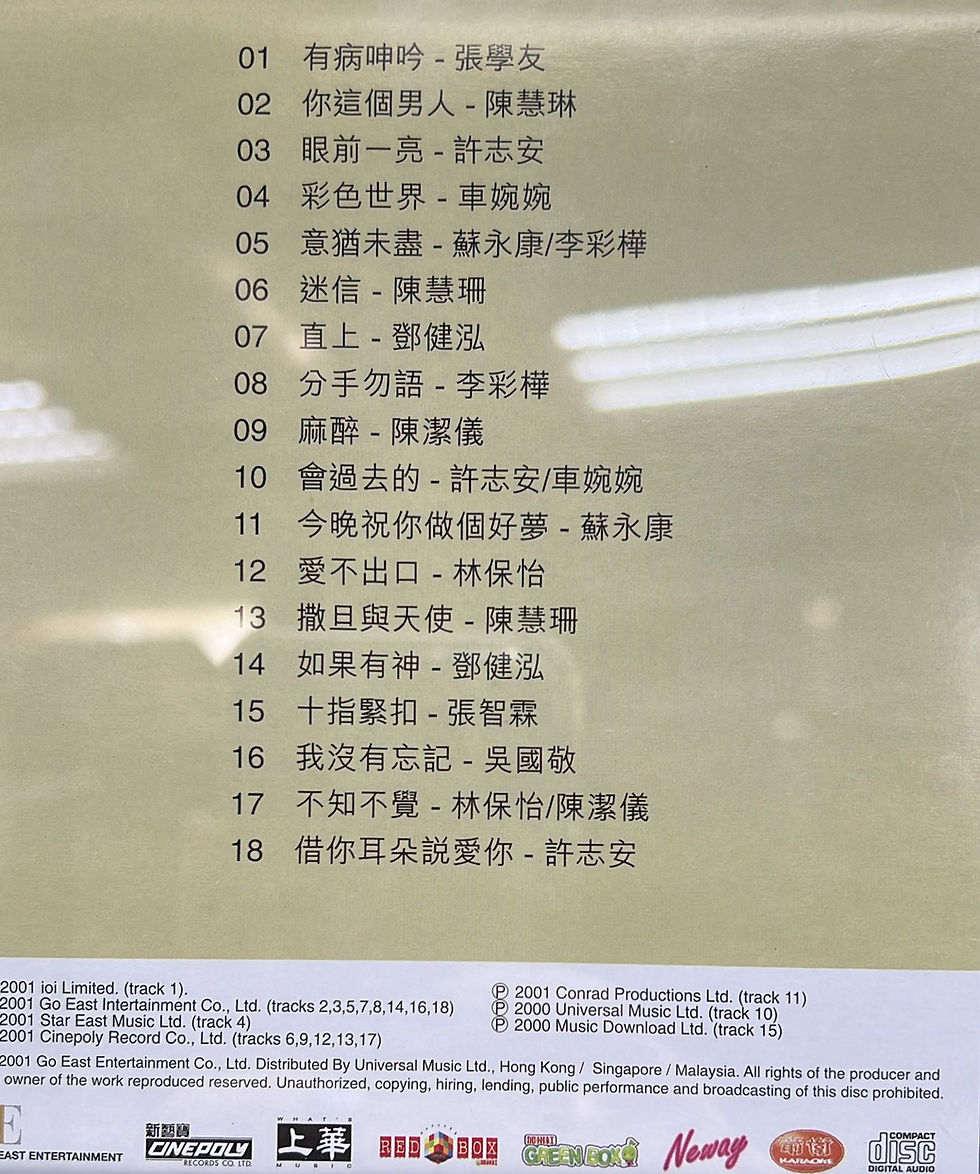 01 有病呻吟 - 張學友
02 你這個男人 - 陳慧琳
03 眼前一亮 - 許志安
04 彩色世界 - 車婉婉
05 意猶未盡 - 蘇永康/李彩樺
06 迷信 - 陳慧珊
07 直上 - 鄧健泓
08 分手勿語 - 李彩樺
09 麻醉 - 陳潔儀
10 會過去的 - 許志安/車婉婉
11 今晚祝你做個好夢 - 蘇永康
12 愛不出口 - 林保怡
13 撒旦與天使 - 陳慧珊
14 如果有神 - 鄧健泓
15 十指緊扣 - 張智霖
16 我沒有忘記 - 吳國敬
17 不知不覺 - 林保怡/陳潔儀
18 借你耳朵説愛你 - 許志安
2001 ioi Limited. (track 1).
2001 Go East Intertainment Co., Ltd. (tracks 2,3,5,7,8,14,16,18)
2001 Star East Music Ltd. (track 4)
2001 Cinepoly Record Co., Ltd. (tracks 6,9,12,13,17)
Ⓟ 2001 Conrad Productions Ltd. (track 11)
Ⓟ 2000 Universal Music Ltd. (track 10)
Ⓟ 2000 Music Download Ltd. (track 15)
2001 Go East Entertainment Co., Ltd. Distributed By Universal Music Ltd., Hong Kong / Singapore / Malaysia. All rights of the producer and
owner of the work reproduced reserved. Unauthorized, copying, hiring, lending, public performance and broadcasting of this disc prohibited.
E
EAST ENTERTAINMENT
新藝寶
CINEPOLY
RECORDS CO. LTD.
WHAT'S
上華
MUSIC
RED BOX
GREEN BOX
Neway
KARAOKE
COMPACT
disc
DIGITAL AUDIO